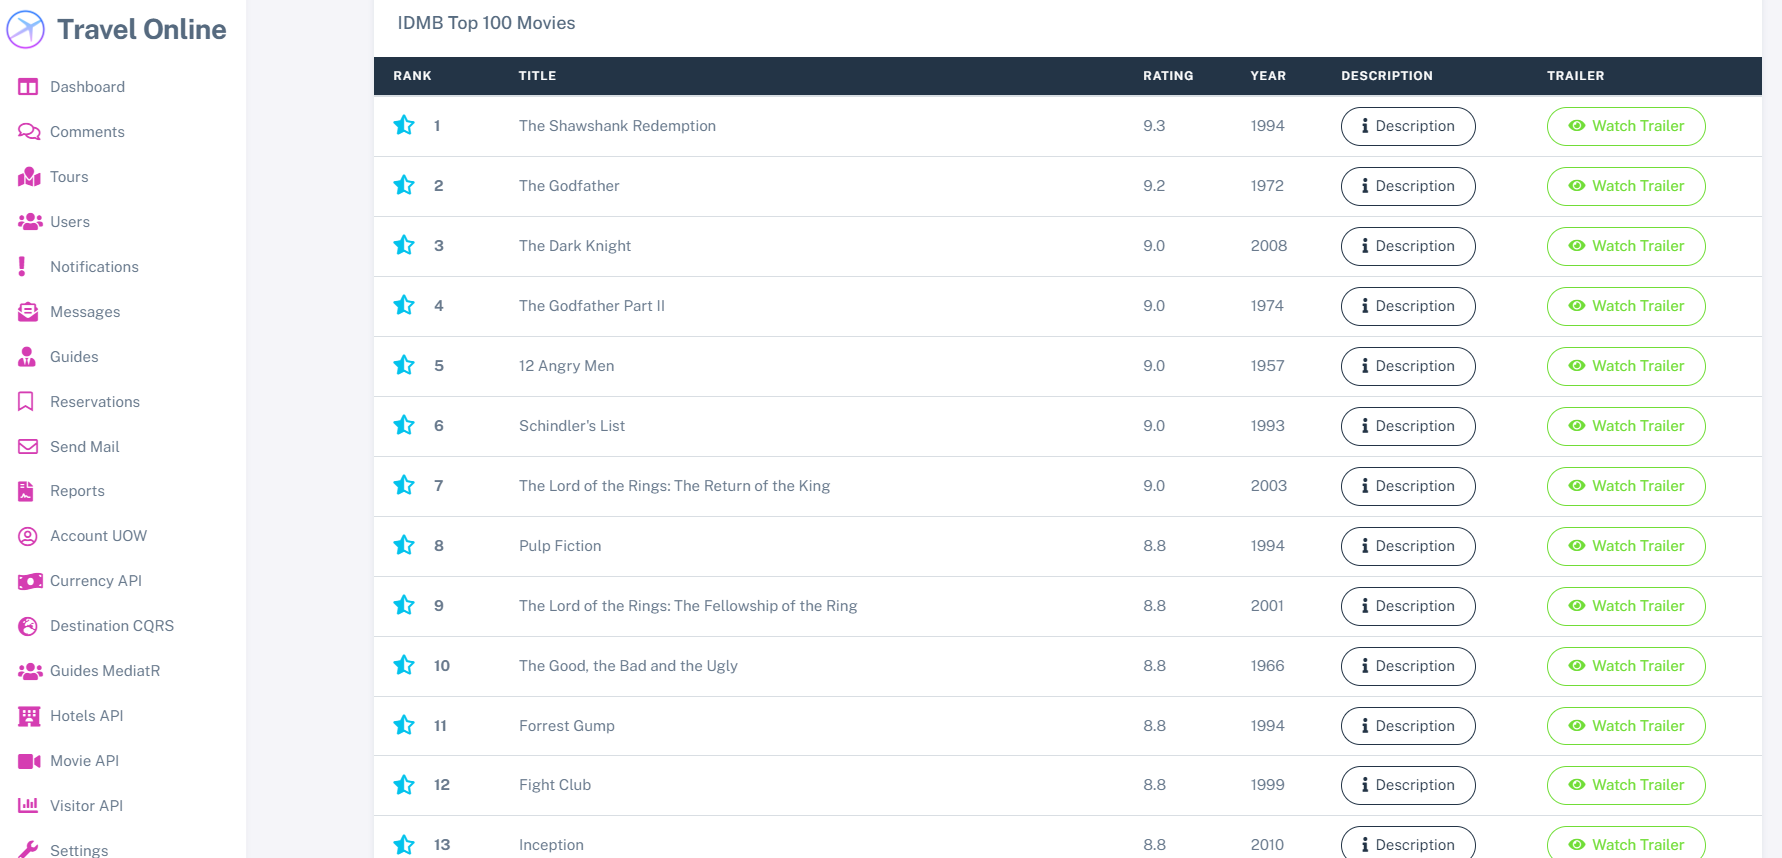 Travel Online
Dashboard
Comments
Tours
Users
Notifications
Messages
Guides
Reservations
Send Mail
Reports
Account UOW
Currency API
Destination CQRS
Guides MediatR
Hotels API
Movie API
Visitor API
Settings
IDMB Top 100 Movies
RANK TITLE RATING YEAR DESCRIPTION TRAILER
1 The Shawshank Redemption 9.3 1994 Description Watch Trailer
2 The Godfather 9.2 1972 Description Watch Trailer
3 The Dark Knight 9.0 2008 Description Watch Trailer
4 The Godfather Part II 9.0 1974 Description Watch Trailer
5 12 Angry Men 9.0 1957 Description Watch Trailer
6 Schindler's List 9.0 1993 Description Watch Trailer
7 The Lord of the Rings: The Return of the King 9.0 2003 Description Watch Trailer
8 Pulp Fiction 8.8 1994 Description Watch Trailer
9 The Lord of the Rings: The Fellowship of the Ring 8.8 2001 Description Watch Trailer
10 The Good, the Bad and the Ugly 8.8 1966 Description Watch Trailer
11 Forrest Gump 8.8 1994 Description Watch Trailer
12 Fight Club 8.8 1999 Description Watch Trailer
13 Inception 8.8 2010 Description Watch Trailer